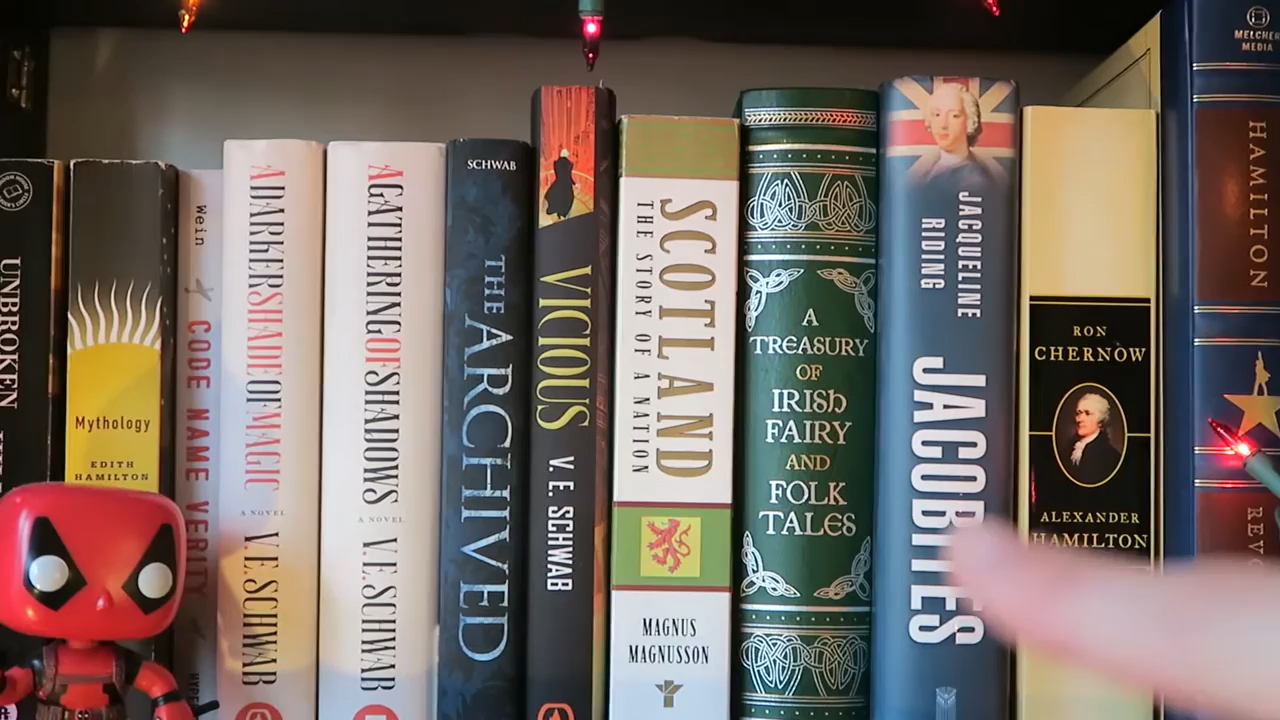 UNBROKEN
Mythology
EDITH
HAMILTON
Wein
CODE NAME VERITY
A DARKER SHADE OF MAGIC
A NOVEL
V.E. SCHWAB
A GATHERING OF SHADOWS
A NOVEL
V.E. SCHWAB
SCHWAB
THE ARCHIVED
VICIOUS
V. E. SCHWAB
SCOTLAND
THE STORY OF A NATION
MAGNUS
MAGNUSSON
A
TREASURY
OF
IRISH
FAIRY
AND
FOLK
TALES
JACQUELINE
RIDING
JACOBITES
RON
CHERNOW
ALEXANDER
HAMILTON
MELCHER
MEDIA
HAMILTON